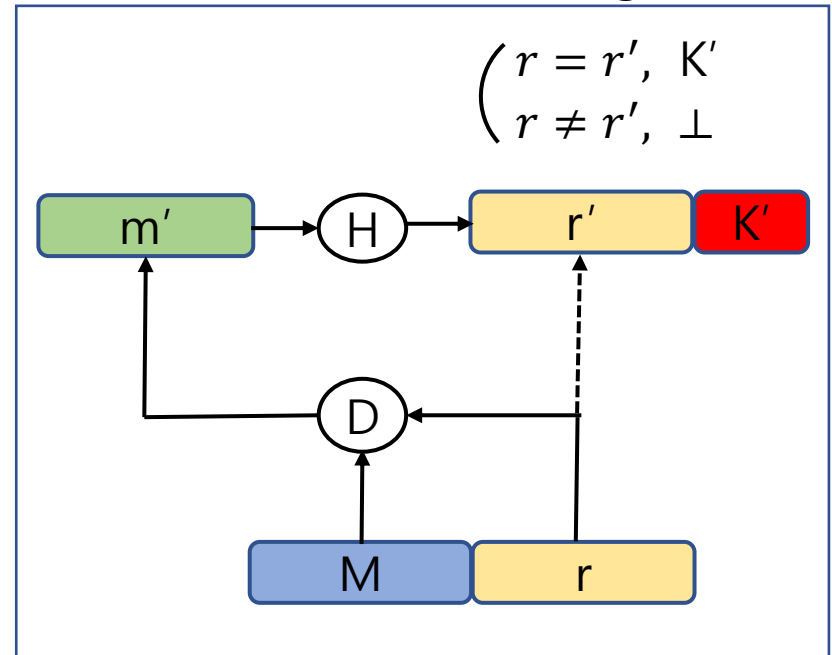 r = r′, K′
r ≠ r′, ⊥
m′ H r′ K′
D
M r